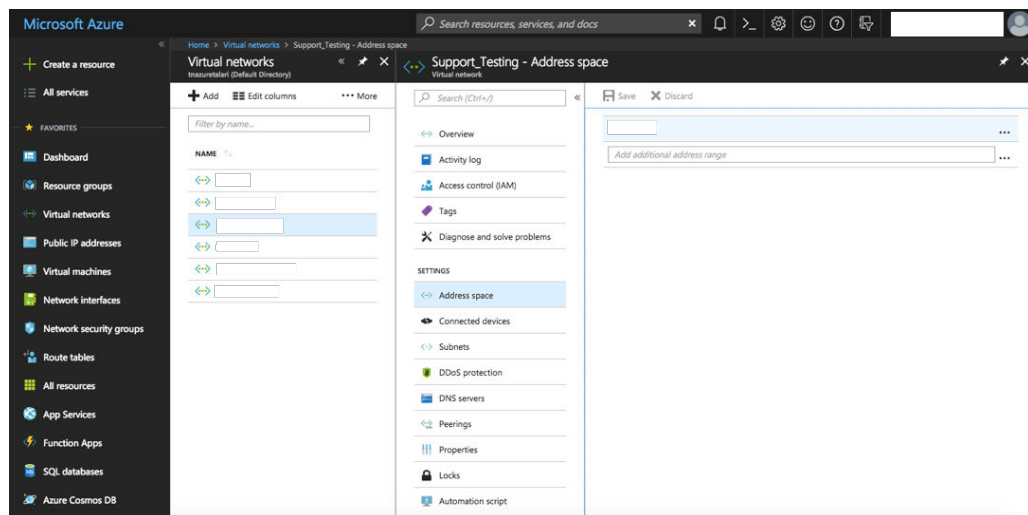 Microsoft Azure
Search resources, services, and docs
Home > Virtual networks > Support_Testing - Address space
Create a resource
All services
FAVORITES
Dashboard
Resource groups
Virtual networks
Public IP addresses
Virtual machines
Network interfaces
Network security groups
Route tables
All resources
App Services
Function Apps
SQL databases
Azure Cosmos DB
Virtual networks
tnazuretalari (Default Directory)
Add
Edit columns
More
Filter by name...
NAME
Support_Testing - Address space
Virtual network
Search (Ctrl+/)
Overview
Activity log
Access control (IAM)
Tags
Diagnose and solve problems
SETTINGS
Address space
Connected devices
Subnets
DDoS protection
DNS servers
Peerings
Properties
Locks
Automation script
Save
Discard
Add additional address range